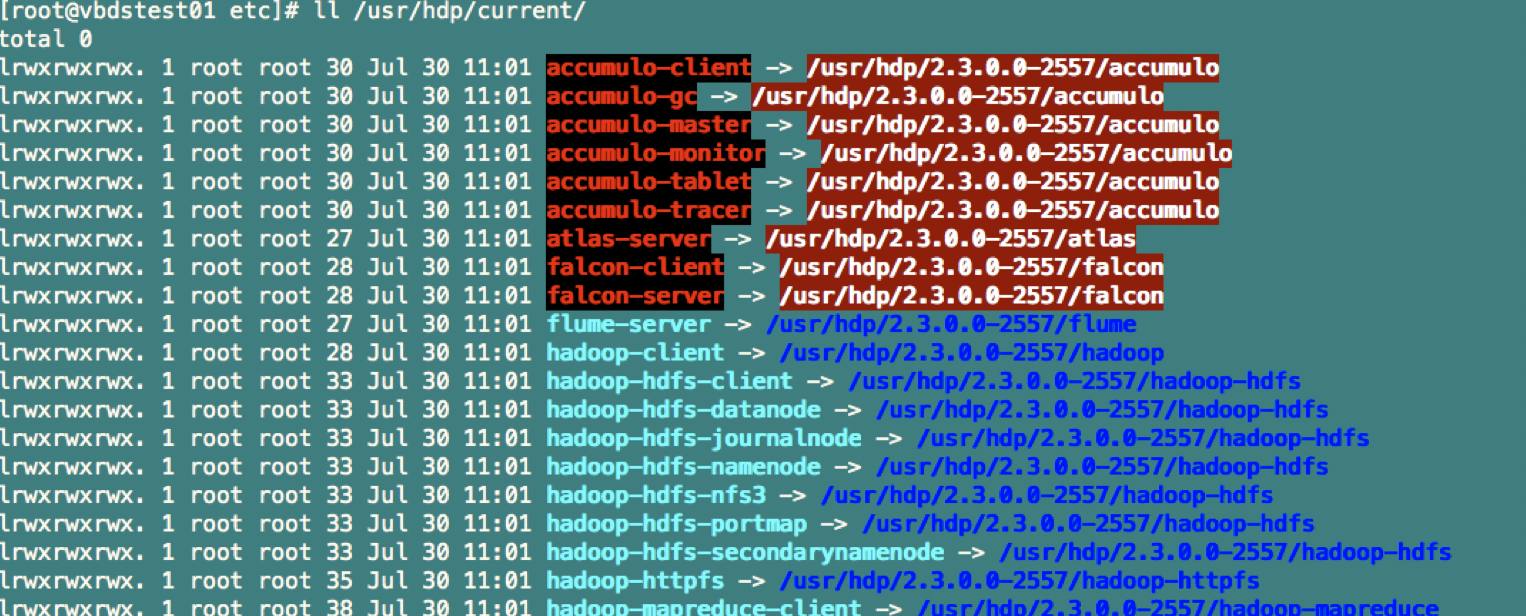 [root@vbdstest01 etc]# ll /usr/hdp/current/
total 0
lrwxrwxrwx. 1 root root 30 Jul 30 11:01 accumulo-client -> /usr/hdp/2.3.0.0-2557/accumulo
lrwxrwxrwx. 1 root root 30 Jul 30 11:01 accumulo-gc -> /usr/hdp/2.3.0.0-2557/accumulo
lrwxrwxrwx. 1 root root 30 Jul 30 11:01 accumulo-master -> /usr/hdp/2.3.0.0-2557/accumulo
lrwxrwxrwx. 1 root root 30 Jul 30 11:01 accumulo-monitor -> /usr/hdp/2.3.0.0-2557/accumulo
lrwxrwxrwx. 1 root root 30 Jul 30 11:01 accumulo-tablet -> /usr/hdp/2.3.0.0-2557/accumulo
lrwxrwxrwx. 1 root root 30 Jul 30 11:01 accumulo-tracer -> /usr/hdp/2.3.0.0-2557/accumulo
lrwxrwxrwx. 1 root root 27 Jul 30 11:01 atlas-server -> /usr/hdp/2.3.0.0-2557/atlas
lrwxrwxrwx. 1 root root 28 Jul 30 11:01 falcon-client -> /usr/hdp/2.3.0.0-2557/falcon
lrwxrwxrwx. 1 root root 28 Jul 30 11:01 falcon-server -> /usr/hdp/2.3.0.0-2557/falcon
lrwxrwxrwx. 1 root root 27 Jul 30 11:01 flume-server -> /usr/hdp/2.3.0.0-2557/flume
lrwxrwxrwx. 1 root root 28 Jul 30 11:01 hadoop-client -> /usr/hdp/2.3.0.0-2557/hadoop
lrwxrwxrwx. 1 root root 33 Jul 30 11:01 hadoop-hdfs-client -> /usr/hdp/2.3.0.0-2557/hadoop-hdfs
lrwxrwxrwx. 1 root root 33 Jul 30 11:01 hadoop-hdfs-datanode -> /usr/hdp/2.3.0.0-2557/hadoop-hdfs
lrwxrwxrwx. 1 root root 33 Jul 30 11:01 hadoop-hdfs-journalnode -> /usr/hdp/2.3.0.0-2557/hadoop-hdfs
lrwxrwxrwx. 1 root root 33 Jul 30 11:01 hadoop-hdfs-namenode -> /usr/hdp/2.3.0.0-2557/hadoop-hdfs
lrwxrwxrwx. 1 root root 33 Jul 30 11:01 hadoop-hdfs-nfs3 -> /usr/hdp/2.3.0.0-2557/hadoop-hdfs
lrwxrwxrwx. 1 root root 33 Jul 30 11:01 hadoop-hdfs-portmap -> /usr/hdp/2.3.0.0-2557/hadoop-hdfs
lrwxrwxrwx. 1 root root 33 Jul 30 11:01 hadoop-hdfs-secondarynamenode -> /usr/hdp/2.3.0.0-2557/hadoop-hdfs
lrwxrwxrwx. 1 root root 35 Jul 30 11:01 hadoop-httpfs -> /usr/hdp/2.3.0.0-2557/hadoop-httpfs
lrwxrwxrwx. 1 root root 38 Jul 30 11:01 hadoop-mapreduce-client -> /usr/hdp/2.3.0.0-2557/hadoop-mapreduce